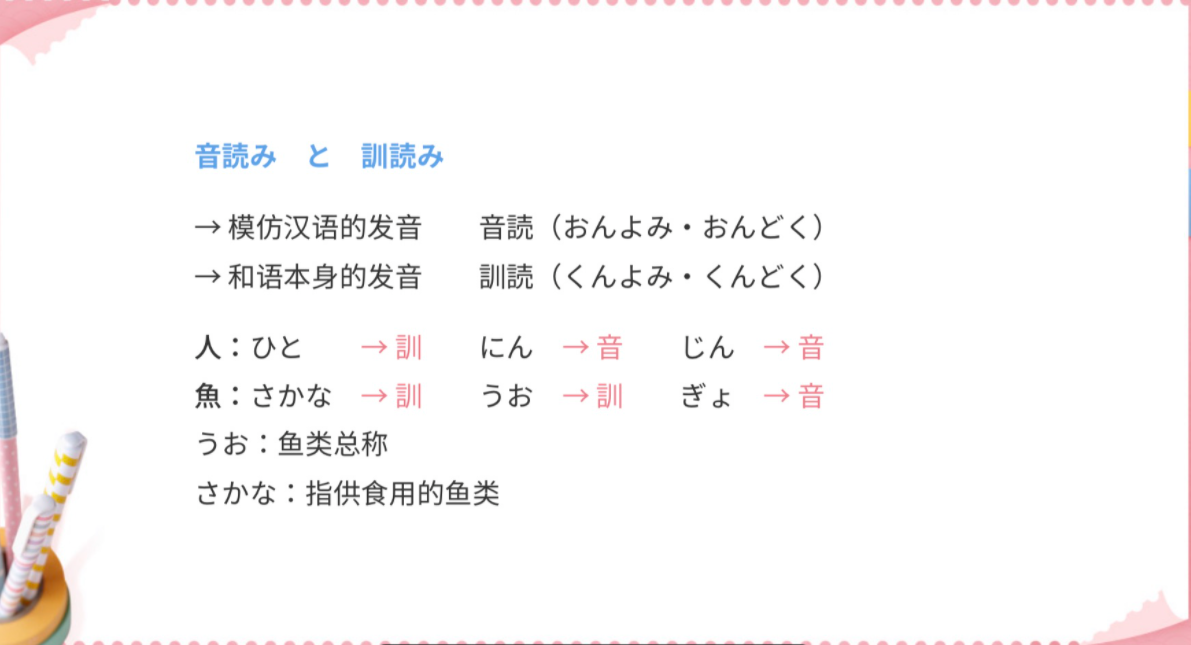 音読み　と　訓読み
→ 模仿汉语的发音　　音読（おんよみ・おんどく）
→ 和语本身的发音　　訓読（くんよみ・くんどく）
人：ひと　　→ 訓　　にん　→ 音　　じん　→ 音
魚：さかな　→ 訓　　うお　→ 訓　　ぎょ　→ 音
うお：鱼类总称
さかな：指供食用的鱼类